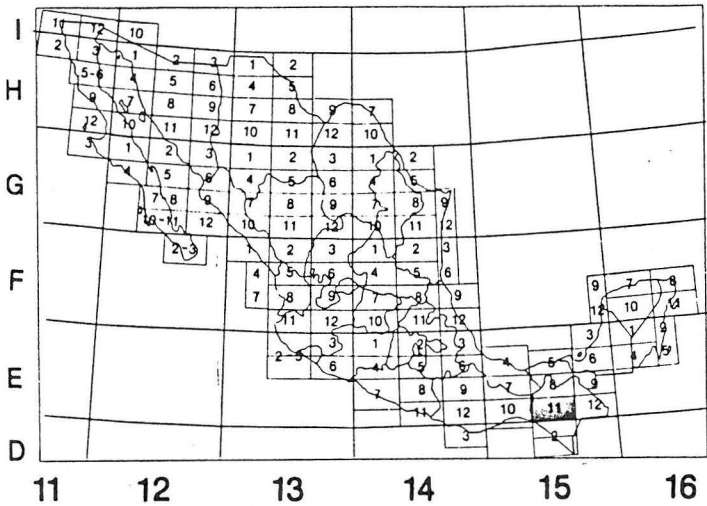 I 1 12 10
2 3 1 2 3 1 2
H 5-6 4 5 6 4 5
9 7 8 9 7 8 9 7
12 10 11 12 10 11 12 10
3 1 2 3 1 2 3 1 2
G 4 5 6 4 5 6 4 5
7 8 9 7 8 9 7 8 9
10-11 12 10 11 12 10 11 12
2-3 1 2 3 1 2 3
F 4 5 6 4 5 6 9 7 8
7 8 9 7 8 9 12 10 11
11 12 10 11 12 3 1 2
2 3 3 1 2 3 4 5 6 4 5
E 6 4 5 6 7 8 9
7 8 9
11 12 10 11 12
D 3 2
11 12 13 14 15 16